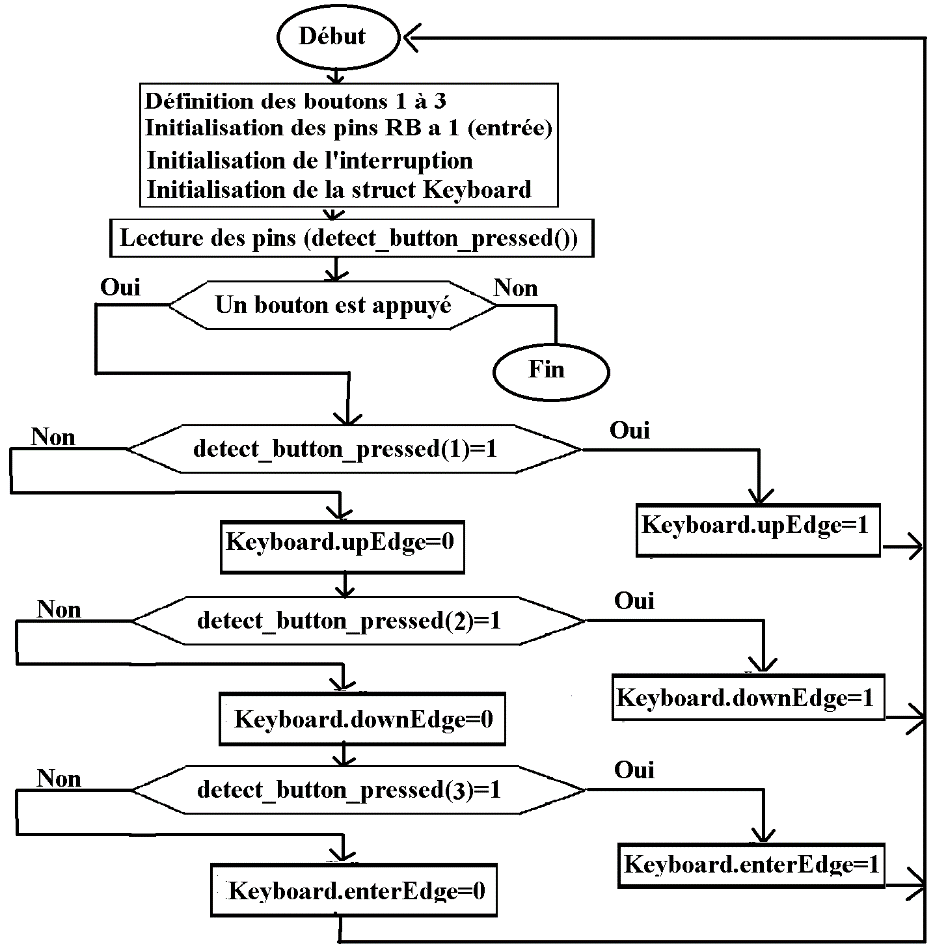 Début
Définition des boutons 1 à 3
Initialisation des pins RB a 1 (entrée)
Initialisation de l'interruption
Initialisation de la struct Keyboard
Lecture des pins (detect_button_pressed())
Oui
Un bouton est appuyé
Non
Fin
Non
detect_button_pressed(1)=1
Oui
Keyboard.upEdge=0
Keyboard.upEdge=1
Non
detect_button_pressed(2)=1
Oui
Keyboard.downEdge=0
Keyboard.downEdge=1
Non
detect_button_pressed(3)=1
Oui
Keyboard.enterEdge=0
Keyboard.enterEdge=1